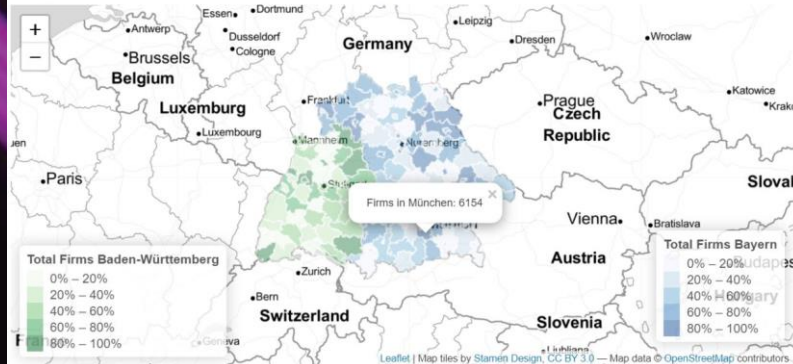 Essen
Dortmund
Leipzig
+
Antwerp
Dusseldorf
Dresden
Wroclaw
Germany
−
Brussels
Cologne
Belgium
Katowice
Frankfurt
Prague
Krak
Luxemburg
Czech
Luxembourg
Mannheim
Nuremberg
Republic
Paris
Slovak
Firms in München: 6154 ×
Vienna
Bratislava
Total Firms Baden-Württemberg
Total Firms Bayern
0% – 20%
20% – 40%
40% – 60%
60% – 80%
80% – 100%
0% – 20%
20% – 40%
40% – 60%
60% – 80%
80% – 100%
Zurich
Austria
Bern
Hungary
Switzerland
Slovenia
Geneva
Ljubljana
Leaflet | Map tiles by Stamen Design, CC BY 3.0 — Map data © OpenStreetMap contributors